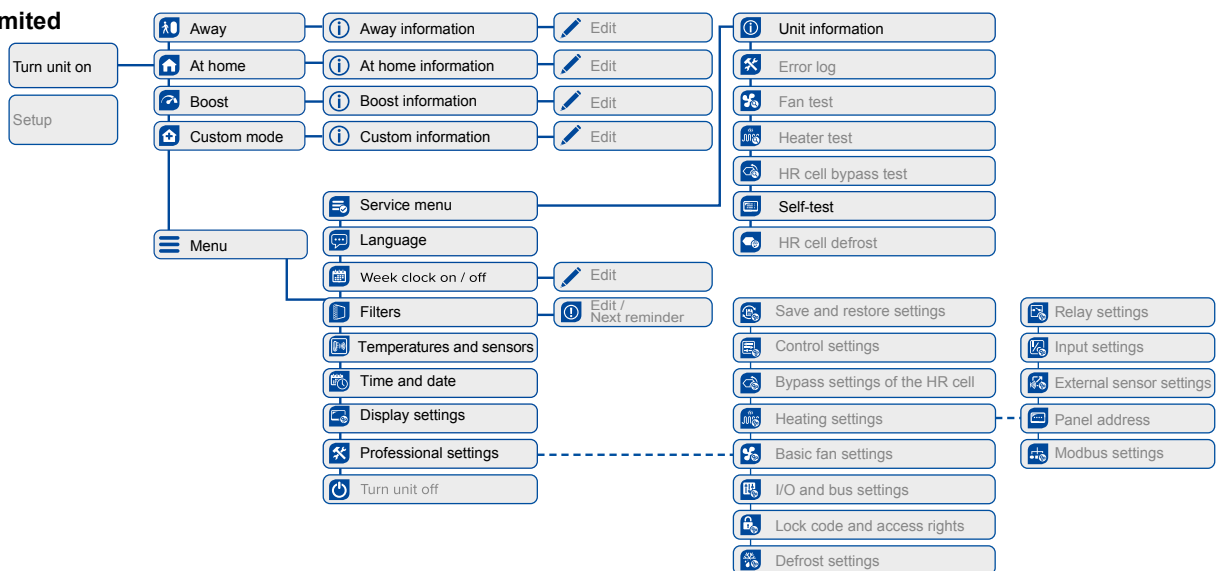 mited
Turn unit on
Setup
Away
Away information
Edit
At home
At home information
Edit
Boost
Boost information
Edit
Custom mode
Custom information
Edit
Menu
Service menu
Language
Week clock on / off
Edit
Filters
Edit /
Next reminder
Temperatures and sensors
Time and date
Display settings
Professional settings
Turn unit off
Unit information
Error log
Fan test
Heater test
HR cell bypass test
Self-test
HR cell defrost
Save and restore settings
Control settings
Bypass settings of the HR cell
Heating settings
Basic fan settings
I/O and bus settings
Lock code and access rights
Defrost settings
Relay settings
Input settings
External sensor settings
Panel address
Modbus settings